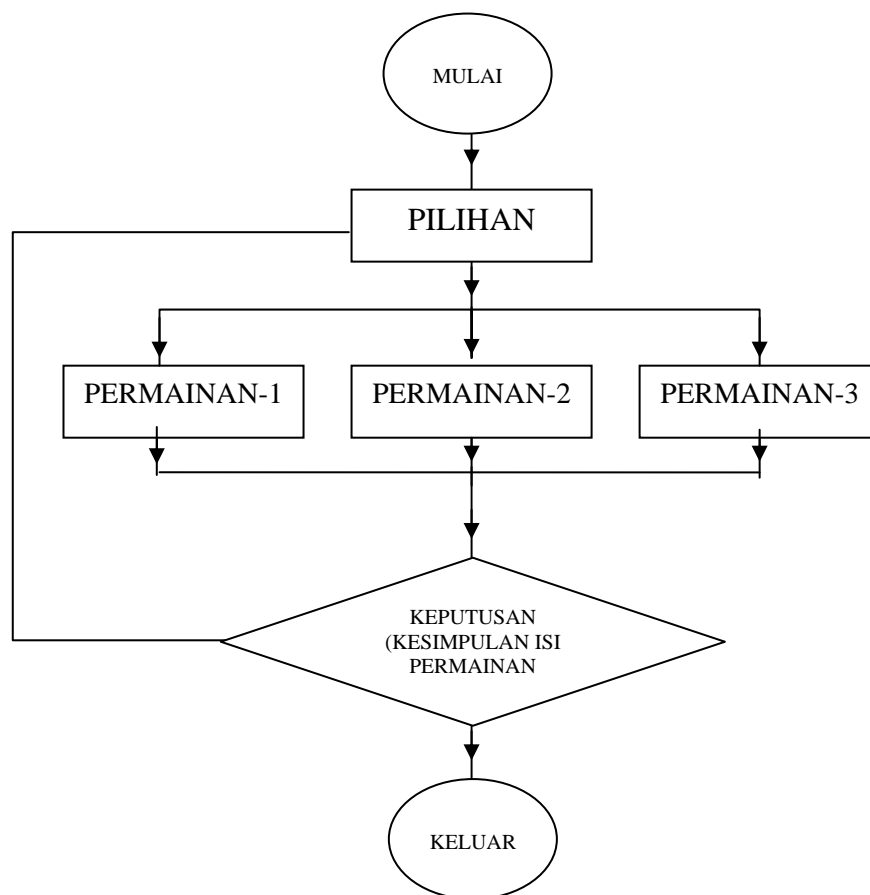 MULAI
PILIHAN
PERMAINAN-1
PERMAINAN-2
PERMAINAN-3
KEPUTUSAN
(KESIMPULAN ISI
PERMAINAN
KELUAR